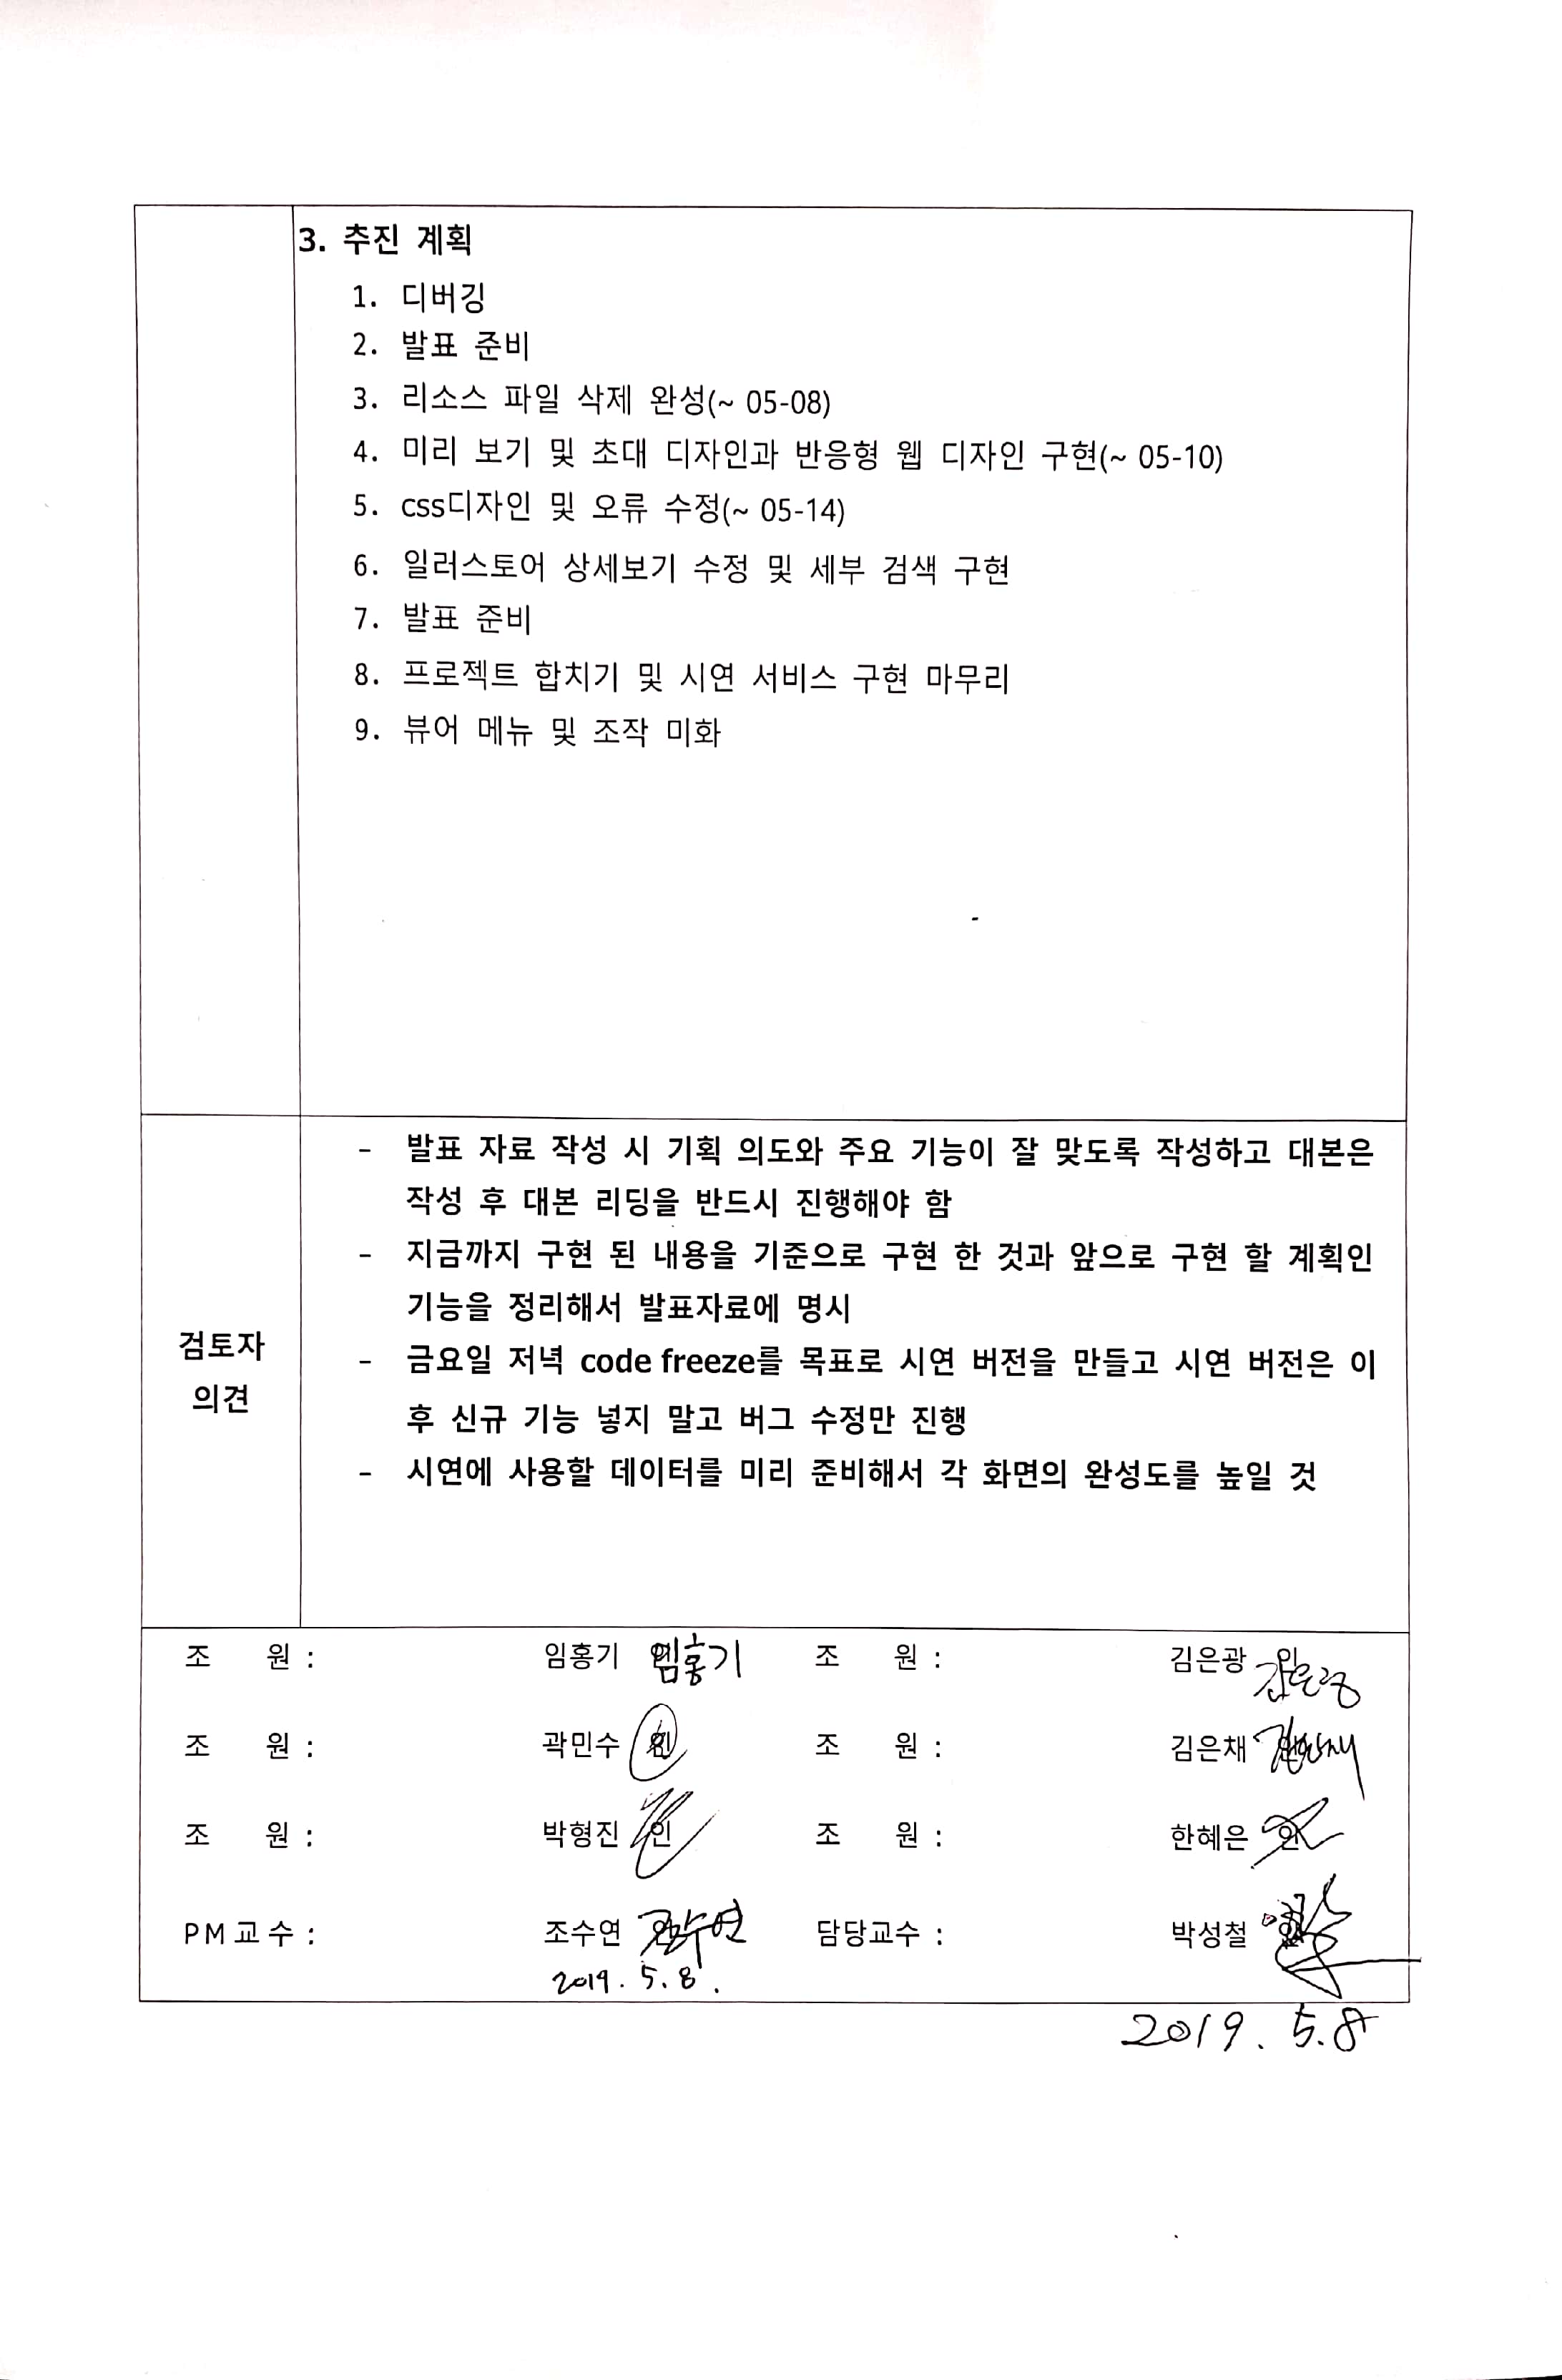 3. 추진 계획
1. 디버깅
2. 발표 준비
3. 리소스 파일 삭제 완성(~ 05-08)
4. 미리 보기 및 초대 디자인과 반응형 웹 디자인 구현(~ 05-10)
5. css디자인 및 오류 수정(~ 05-14)
6. 일러스토어 상세보기 수정 및 세부 검색 구현
7. 발표 준비
8. 프로젝트 합치기 및 시연 서비스 구현 마무리
9. 뷰어 메뉴 및 조작 미화
검토자
의견
- 발표 자료 작성 시 기획 의도와 주요 기능이 잘 맞도록 작성하고 대본은
작성 후 대본 리딩을 반드시 진행해야 함
- 지금까지 구현 된 내용을 기준으로 구현 한 것과 앞으로 구현 할 계획인
기능을 정리해서 발표자료에 명시
- 금요일 저녁 code freeze를 목표로 시연 버전을 만들고 시연 버전은 이
후 신규 기능 넣지 말고 버그 수정만 진행
- 시연에 사용할 데이터를 미리 준비해서 각 화면의 완성도를 높일 것
조 원 : 임홍기 인 임홍기 조 원 : 김은광 인 김은광
조 원 : 곽민수 인 조 원 : 김은채 인 김은채
조 원 : 박형진 인 조 원 : 한혜은 인
PM교수 : 조수연 인 조수연 담당교수 : 박성철 인
2019. 5. 8.
2019. 5.8